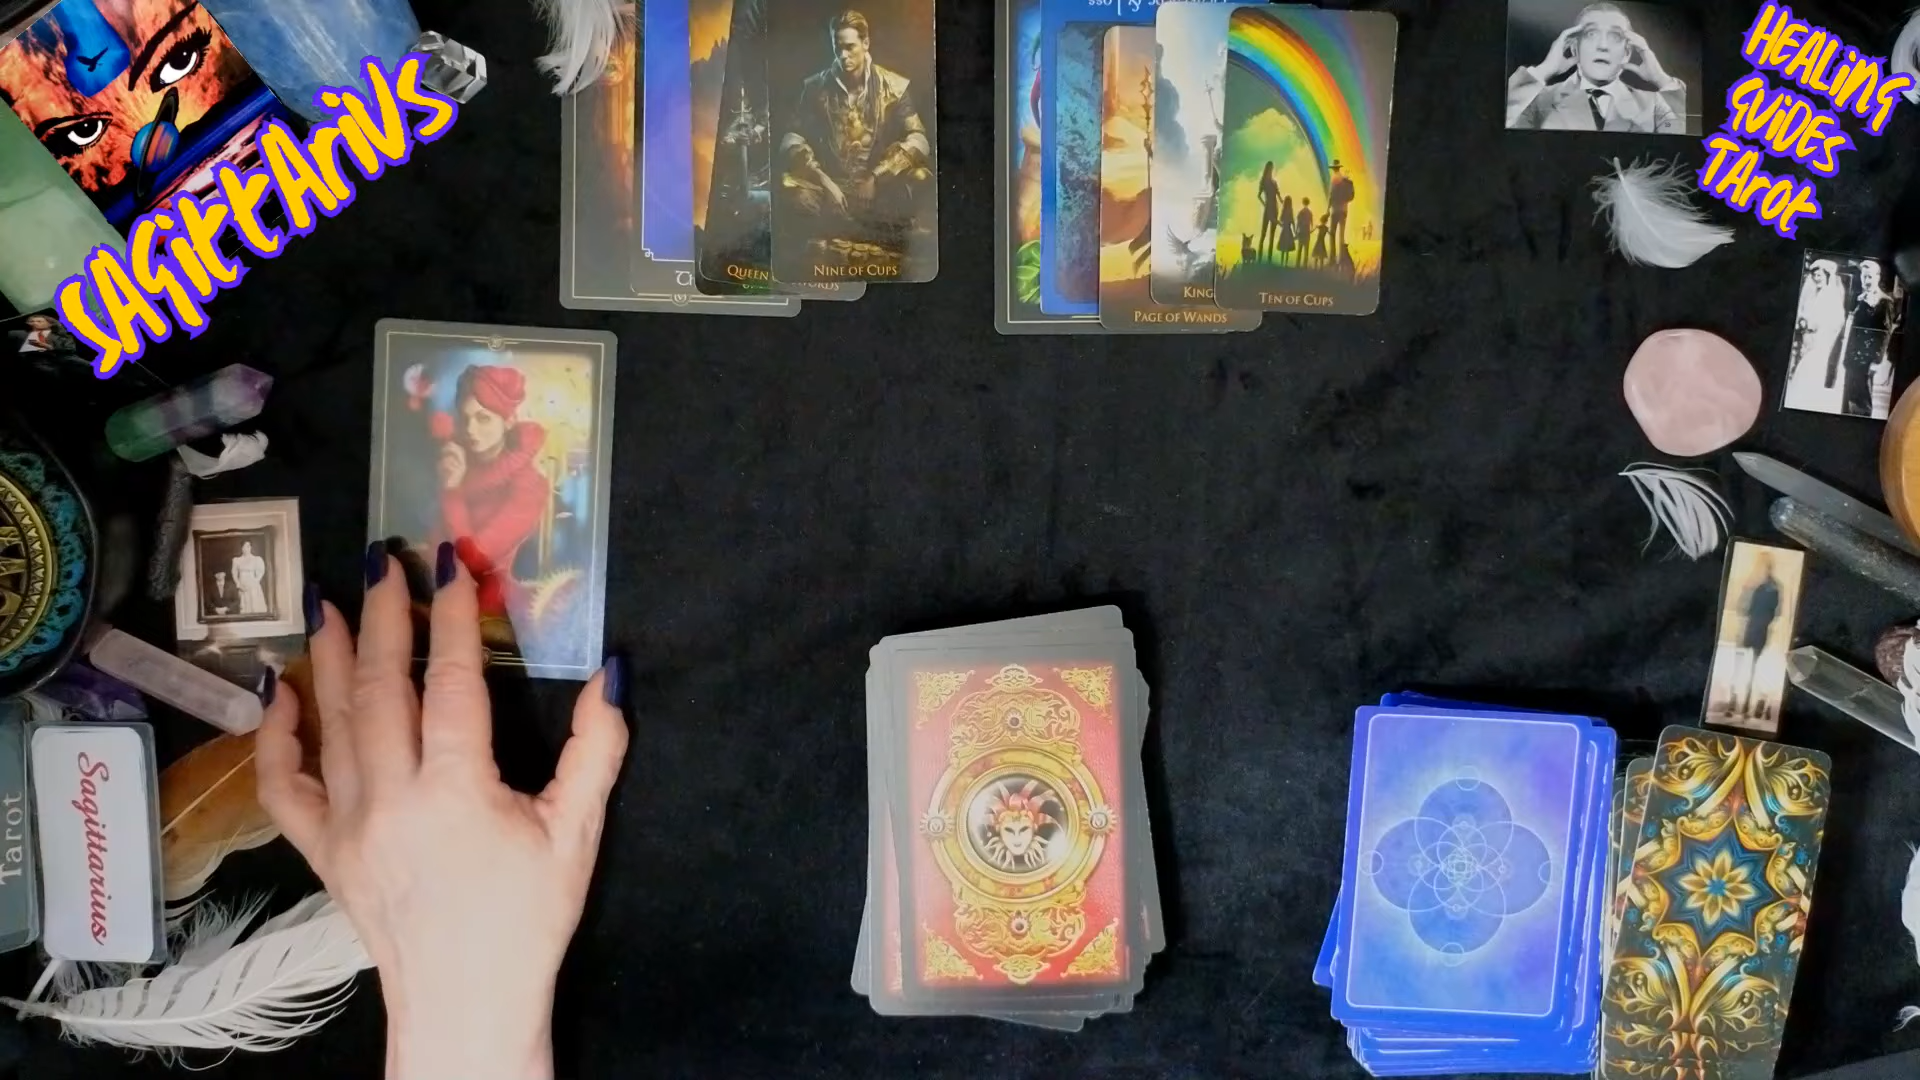 SAgittAriUs
HEALiNG
GUiDES
TArot
QUEEN
NINE OF CUPS
KING
TEN OF CUPS
PAGE OF WANDS
Sagittarius
Tarot